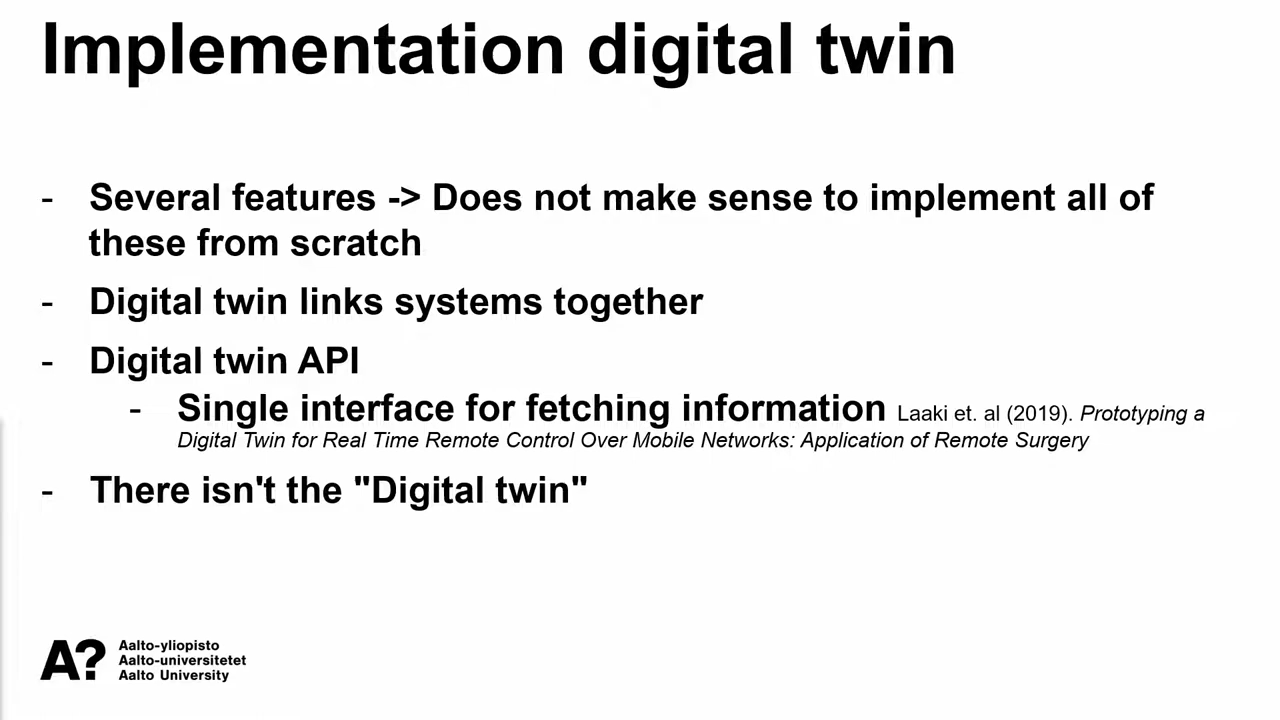 Implementation digital twin
- Several features -> Does not make sense to implement all of
these from scratch
- Digital twin links systems together
- Digital twin API
- Single interface for fetching information Laaki et. al (2019). Prototyping a
Digital Twin for Real Time Remote Control Over Mobile Networks: Application of Remote Surgery
- There isn't the "Digital twin"
A?
Aalto-yliopisto
Aalto-universitetet
Aalto University